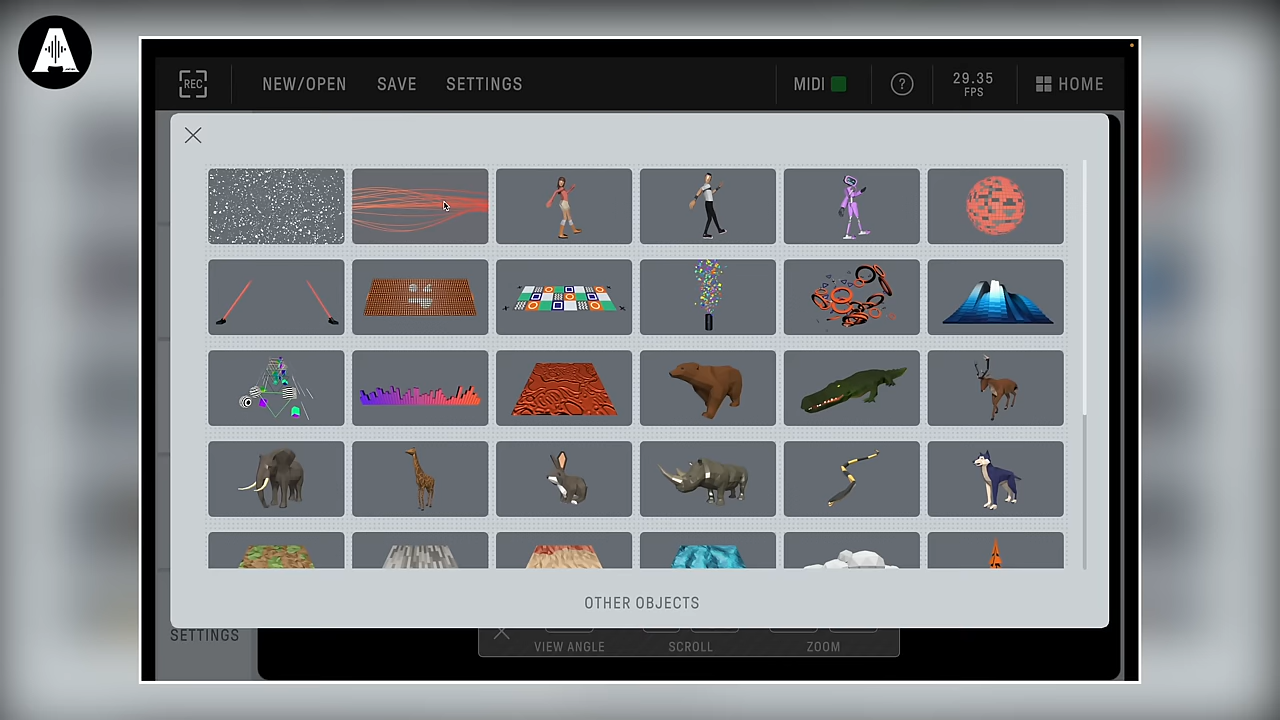 REC
NEW/OPEN
SAVE
SETTINGS
MIDI
?
29.35
FPS
HOME
OTHER OBJECTS
SETTINGS
VIEW ANGLE
SCROLL
ZOOM